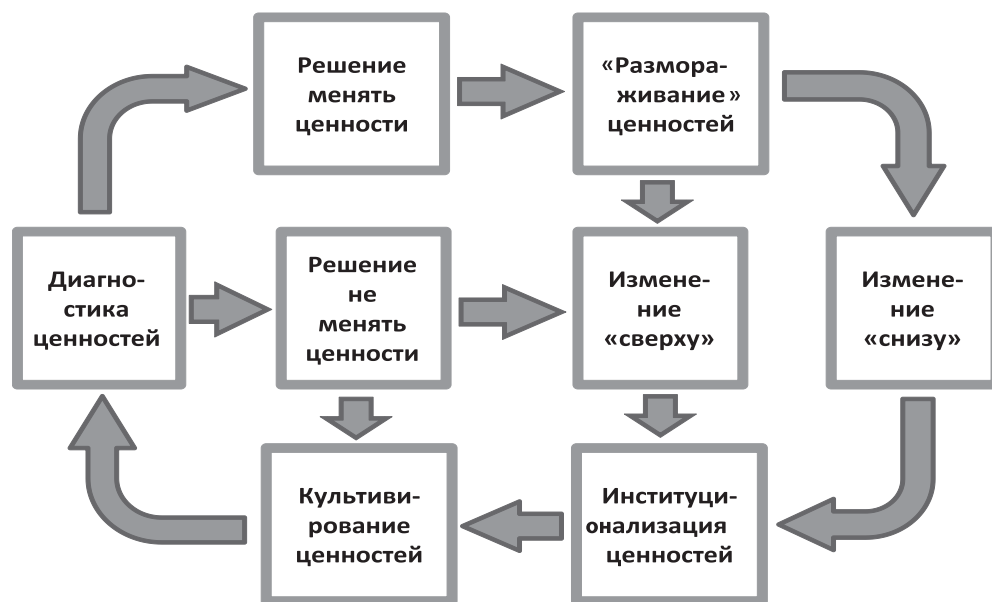 Решение
менять
ценности
«Размора-
живание»
ценностей
Диагно-
стика
ценностей
Решение
не
менять
ценности
Измене-
ние
«сверху»
Измене-
ние
«снизу»
Культиви-
рование
ценностей
Институци-
онализация
ценностей